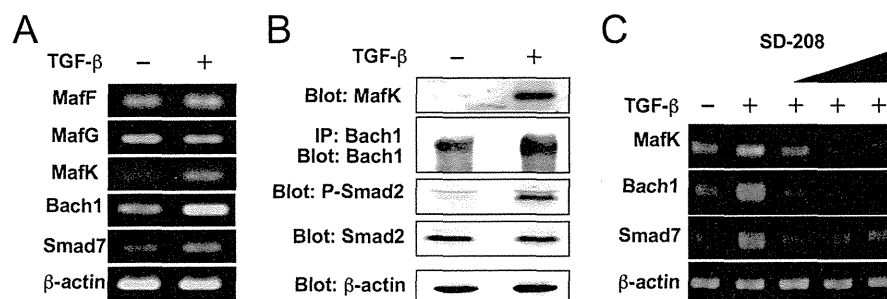 A
TGF-β − +
MafF
MafG
MafK
Bach1
Smad7
β-actin
B
TGF-β − +
Blot: MafK
IP: Bach1
Blot: Bach1
Blot: P-Smad2
Blot: Smad2
Blot: β-actin
C
SD-208
TGF-β − + + + +
MafK
Bach1
Smad7
β-actin